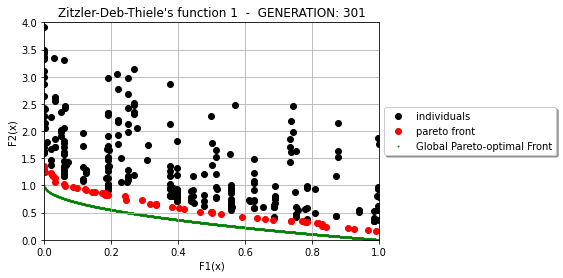 Zitzler-Deb-Thiele's function 1 - GENERATION: 301
4.0
3.5
3.0
2.5
2.0
1.5
1.0
0.5
0.0
F2(x)
0.0 0.2 0.4 0.6 0.8 1.0
F1(x)
individuals
pareto front
Global Pareto-optimal Front